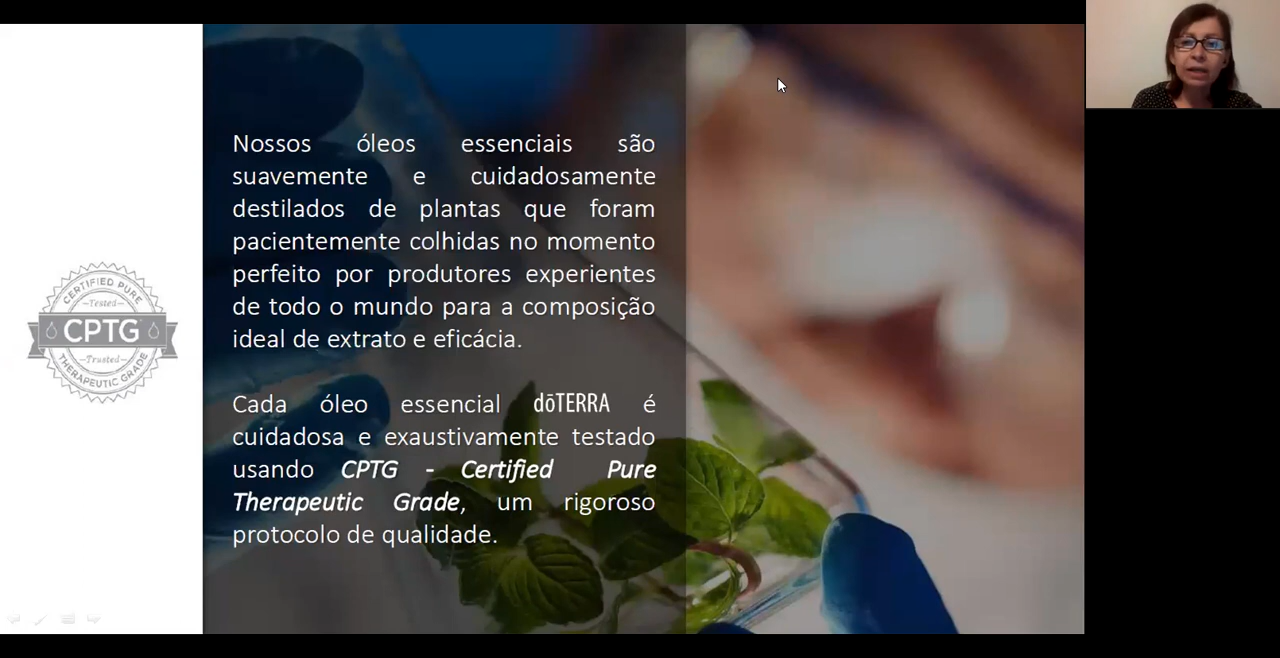 Nossos óleos essenciais são
suavemente e cuidadosamente
destilados de plantas que foram
pacientemente colhidas no momento
perfeito por produtores experientes
de todo o mundo para a composição
ideal de extrato e eficácia.
Cada óleo essencial dōTERRA é
cuidadosa e exaustivamente testado
usando CPTG - Certified Pure
Therapeutic Grade, um rigoroso
protocolo de qualidade.
CERTIFIED PURE
Tested
CPTG
Trusted
THERAPEUTIC GRADE